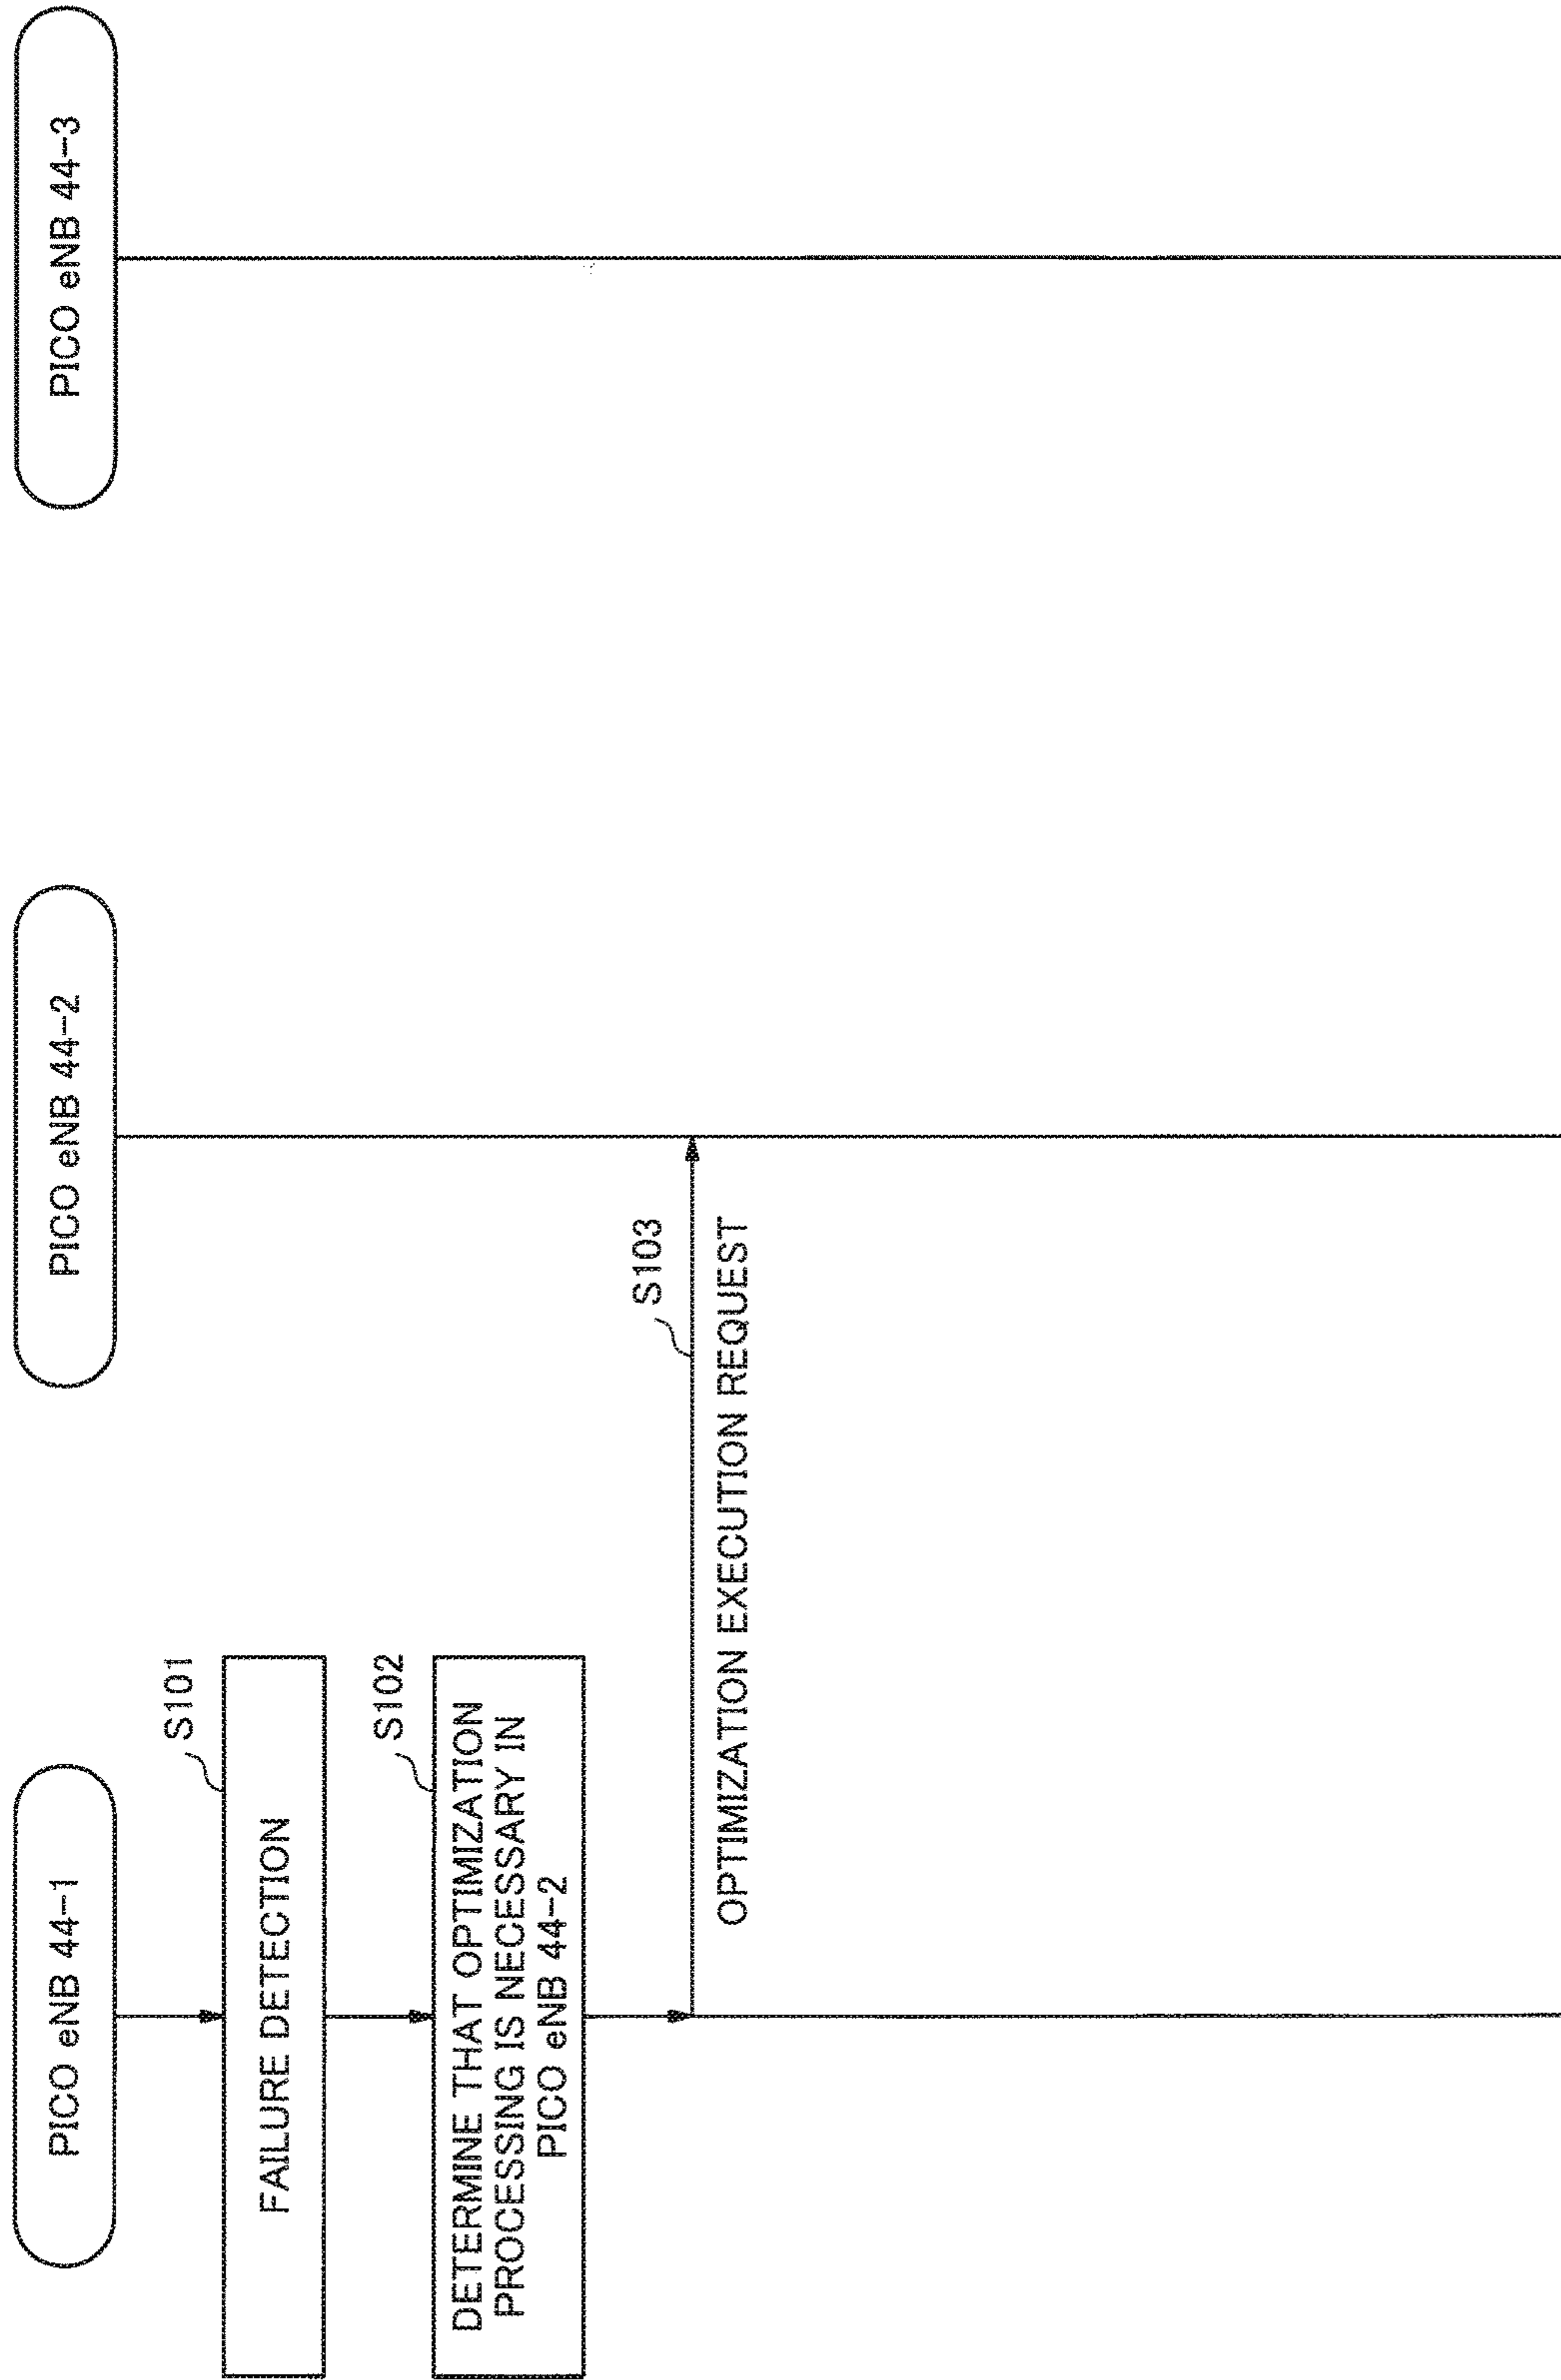 PICO eNB 44-1
PICO eNB 44-2
PICO eNB 44-3
S101
FAILURE DETECTION
S102
DETERMINE THAT OPTIMIZATION
PROCESSING IS NECESSARY IN
PICO eNB 44-2
S103
OPTIMIZATION EXECUTION REQUEST